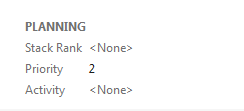 PLANNING
Stack Rank <None>
Priority 2
Activity <None>